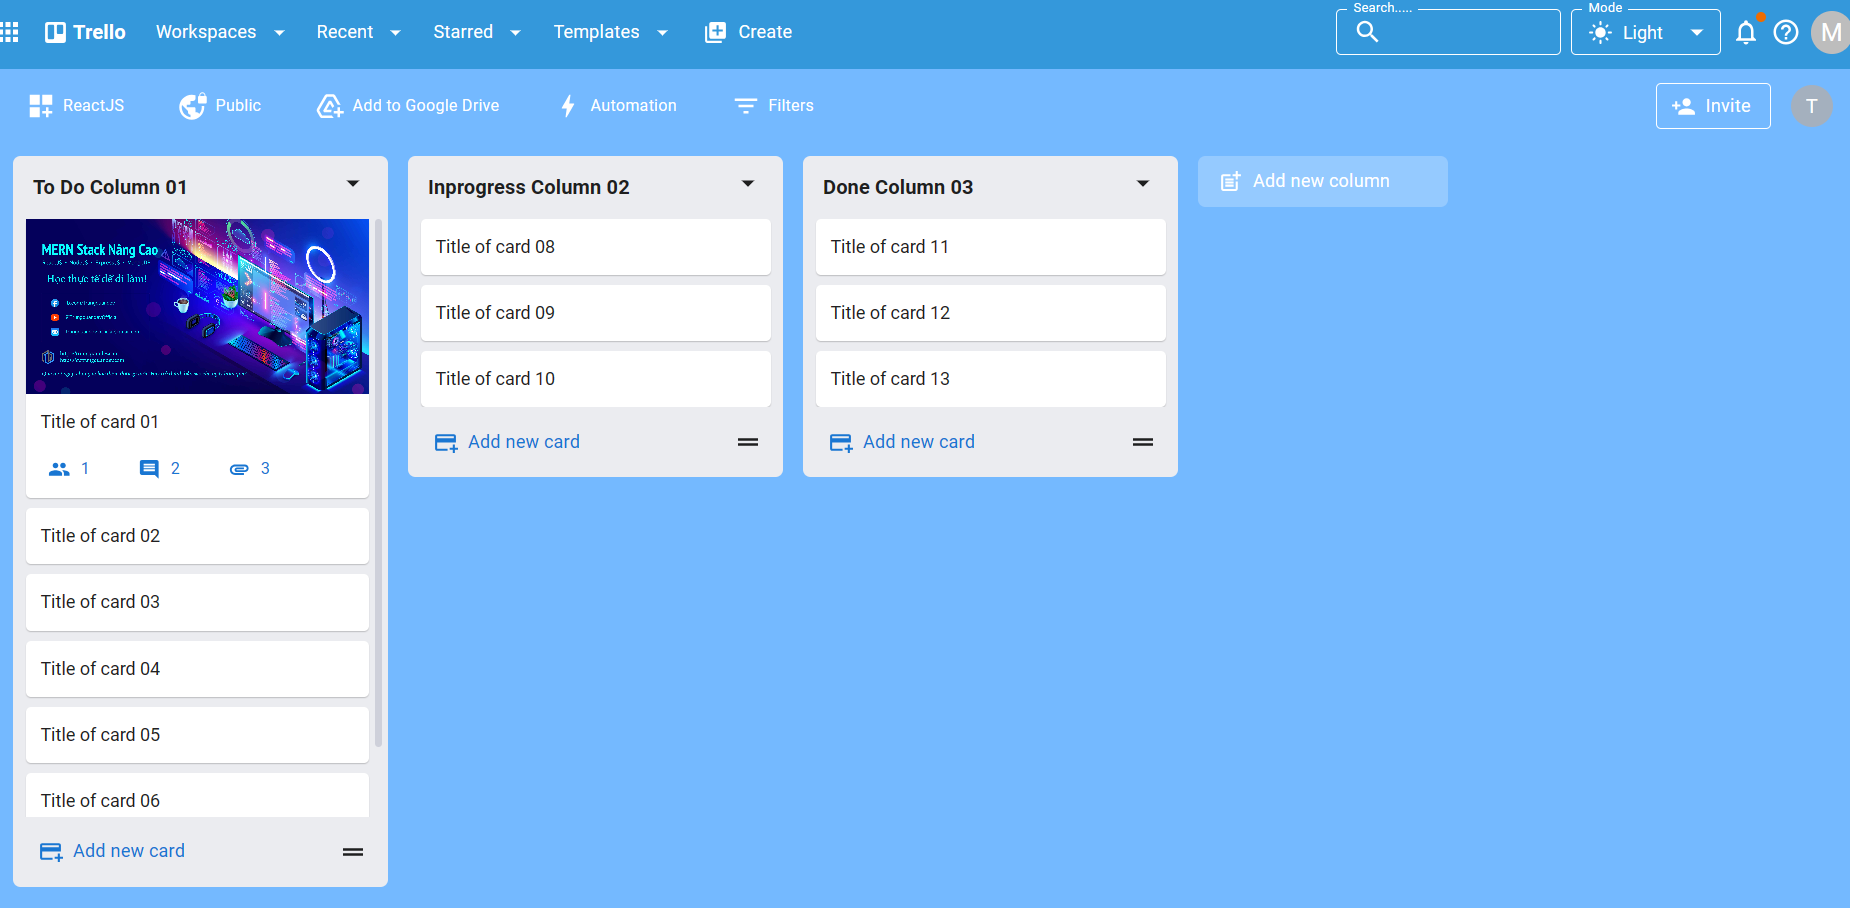 Trello
Workspaces
Recent
Starred
Templates
Create
Search.....
Mode
Light
M
ReactJS
Public
Add to Google Drive
Automation
Filters
Invite
T
To Do Column 01
MERN Stack Nâng Cao
Học thực tế để đi làm!
Title of card 01
1
2
3
Title of card 02
Title of card 03
Title of card 04
Title of card 05
Title of card 06
Add new card
Inprogress Column 02
Title of card 08
Title of card 09
Title of card 10
Add new card
Done Column 03
Title of card 11
Title of card 12
Title of card 13
Add new card
Add new column